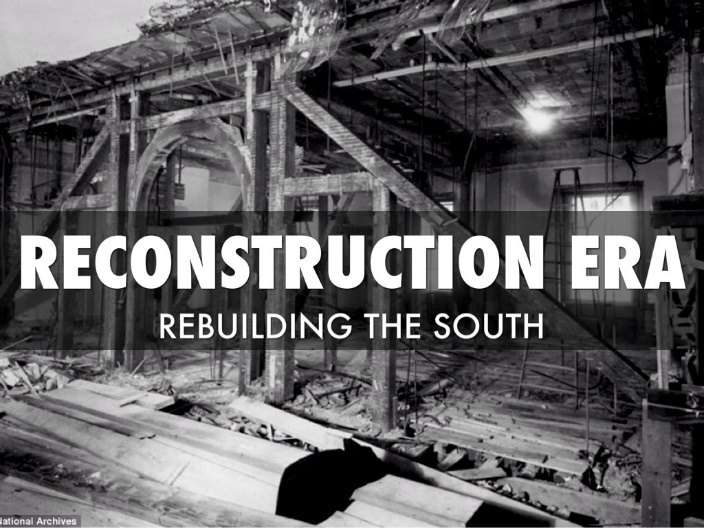 RECONSTRUCTION ERA
REBUILDING THE SOUTH
National Archives